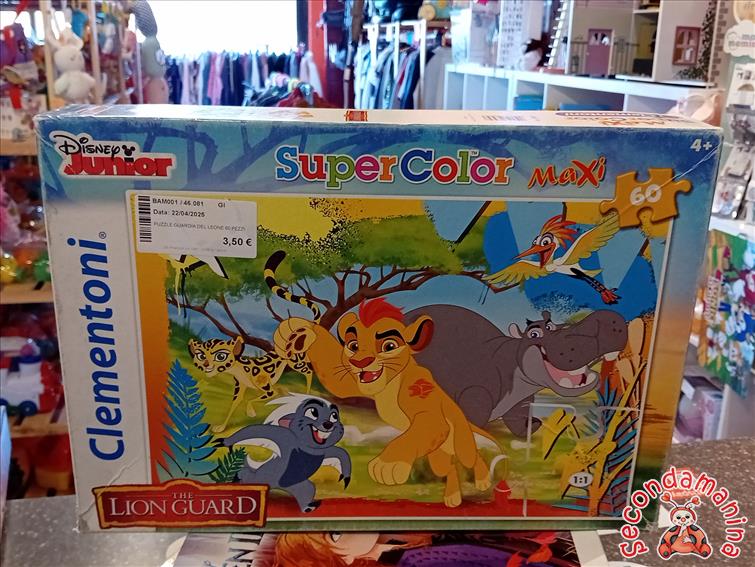 Disney
Junior
SuperColor
MaXi
4+
60
BAM001 / 46.081 GI
Data: 22/04/2025
PUZZLE GUARDIA DEL LEONE 60 PEZZI
3,50 €
Clementoni®
THE
LION GUARD
1:1
Secondamanina